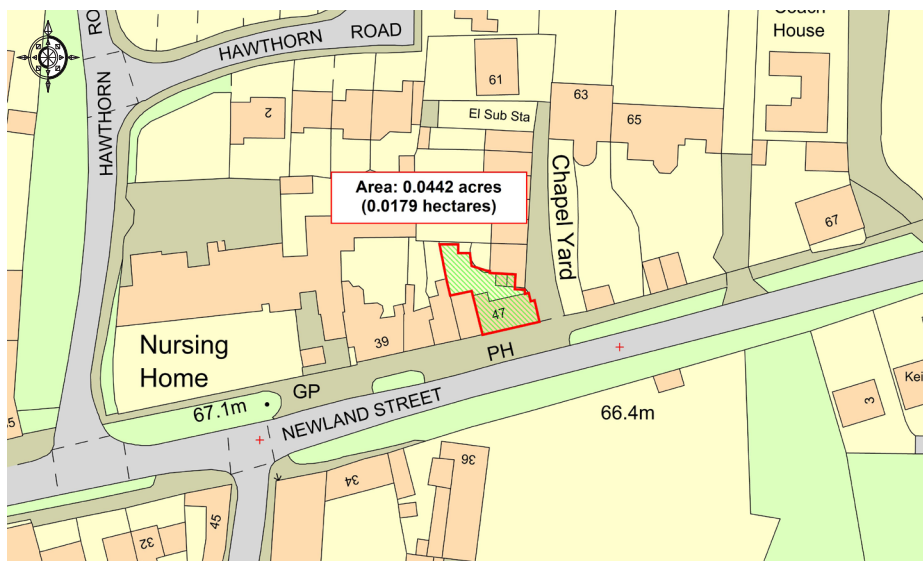 Coach
House
HAWTHORN ROAD
RO
HAWTHORN
61
63
2
El Sub Sta
65
Area: 0.0442 acres
(0.0179 hectares)
Chapel Yard
67
47
39
PH
Nursing
Home
GP
67.1m
NEWLAND STREET
66.4m
Kei
3
36
34
45
32